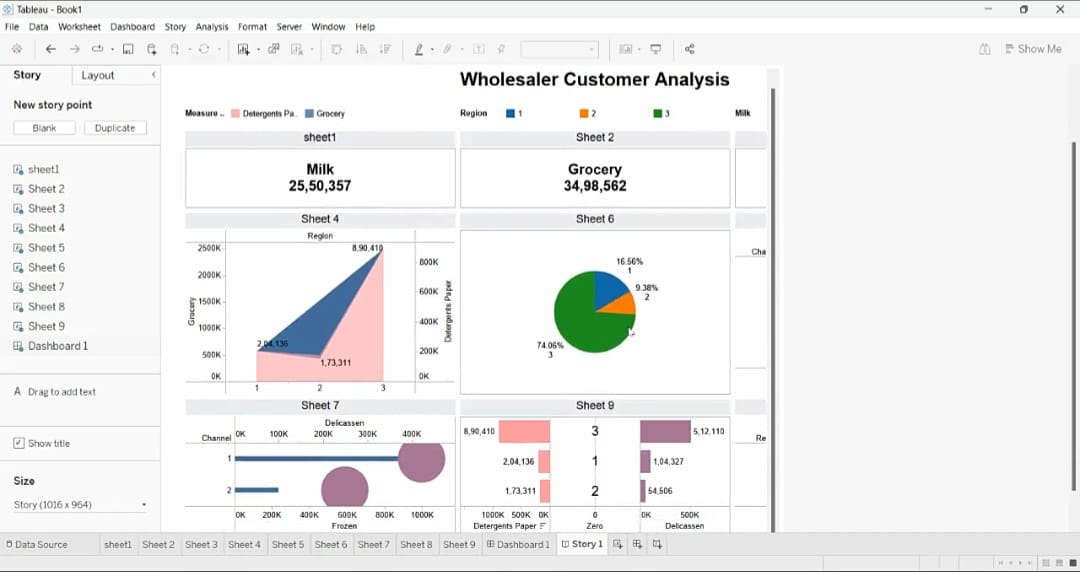 Tableau - Book1
File Data Worksheet Dashboard Story Analysis Format Server Window Help
Show Me
Story Layout
New story point
Blank Duplicate
sheet1
Sheet 2
Sheet 3
Sheet 4
Sheet 5
Sheet 6
Sheet 7
Sheet 8
Sheet 9
Dashboard 1
A Drag to add text
Show title
Size
Story (1016 x 964)
Wholesaler Customer Analysis
Measure .. Detergents Pa.. Grocery
Region 1 2 3
Milk
sheet1
Milk
25,50,357
Sheet 2
Grocery
34,98,562
Sheet 4
Region
2500K
2000K
1500K
1000K
500K
0K
Grocery
8,90,410
2,04,136
1,73,311
800K
600K
400K
200K
0K
Detergents Paper
1 2 3
Sheet 6
16.56%
1
9.38%
2
74.06%
3
Cha
Sheet 7
Delicassen
Channel 0K 100K 200K 300K 400K
1
2
0K 200K 400K 600K 800K 1000K
Frozen
Sheet 9
8,90,410 3 5,12,110
2,04,136 1 1,04,327
1,73,311 2 54,506
1000K 500K 0K 0 0K 500K
Detergents Paper Zero Delicassen
Re
Data Source sheet1 Sheet 2 Sheet 3 Sheet 4 Sheet 5 Sheet 6 Sheet 7 Sheet 8 Sheet 9 Dashboard 1 Story 1